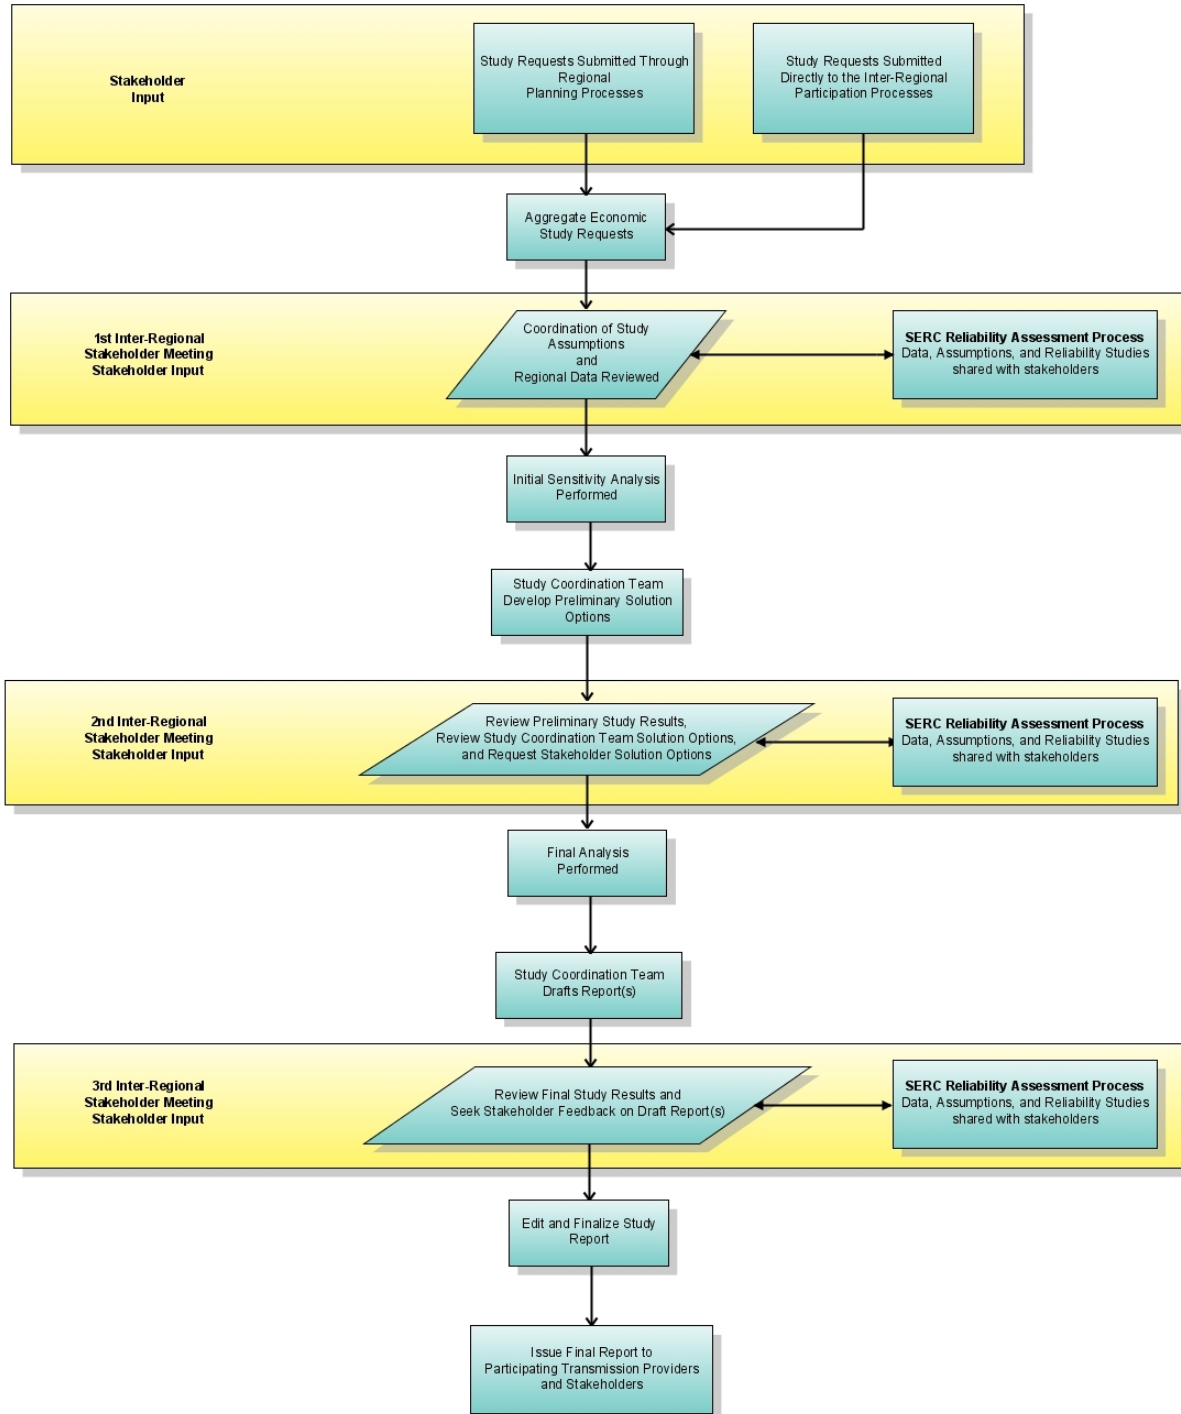 Stakeholder
Input
Study Requests Submitted Through
Regional
Planning Processes
Study Requests Submitted
Directly to the Inter-Regional
Participation Processes
Aggregate Economic
Study Requests
1st Inter-Regional
Stakeholder Meeting
Stakeholder Input
Coordination of Study
Assumptions
and
Regional Data Reviewed
SERC Reliability Assessment Process
Data, Assumptions, and Reliability Studies
shared with stakeholders
Initial Sensitivity Analysis
Performed
Study Coordination Team
Develop Preliminary Solution
Options
2nd Inter-Regional
Stakeholder Meeting
Stakeholder Input
Review Preliminary Study Results,
Review Study Coordination Team Solution Options,
and Request Stakeholder Solution Options
SERC Reliability Assessment Process
Data, Assumptions, and Reliability Studies
shared with stakeholders
Final Analysis
Performed
Study Coordination Team
Drafts Report(s)
3rd Inter-Regional
Stakeholder Meeting
Stakeholder Input
Review Final Study Results and
Seek Stakeholder Feedback on Draft Report(s)
SERC Reliability Assessment Process
Data, Assumptions, and Reliability Studies
shared with stakeholders
Edit and Finalize Study
Report
Issue Final Report to
Participating Transmission Providers
and Stakeholders